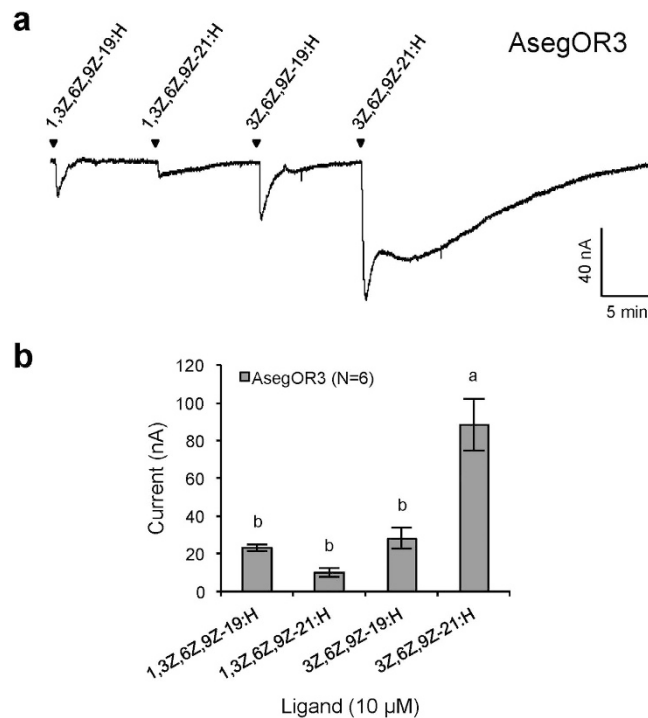 a
AsegOR3
1,3Z,6Z,9Z-19:H
1,3Z,6Z,9Z-21:H
3Z,6Z,9Z-19:H
3Z,6Z,9Z-21:H
40 nA
5 min
b
120
100
80
60
40
20
0
Current (nA)
AsegOR3 (N=6)
b
b
b
a
1,3Z,6Z,9Z-19:H
1,3Z,6Z,9Z-21:H
3Z,6Z,9Z-19:H
3Z,6Z,9Z-21:H
Ligand (10 µM)